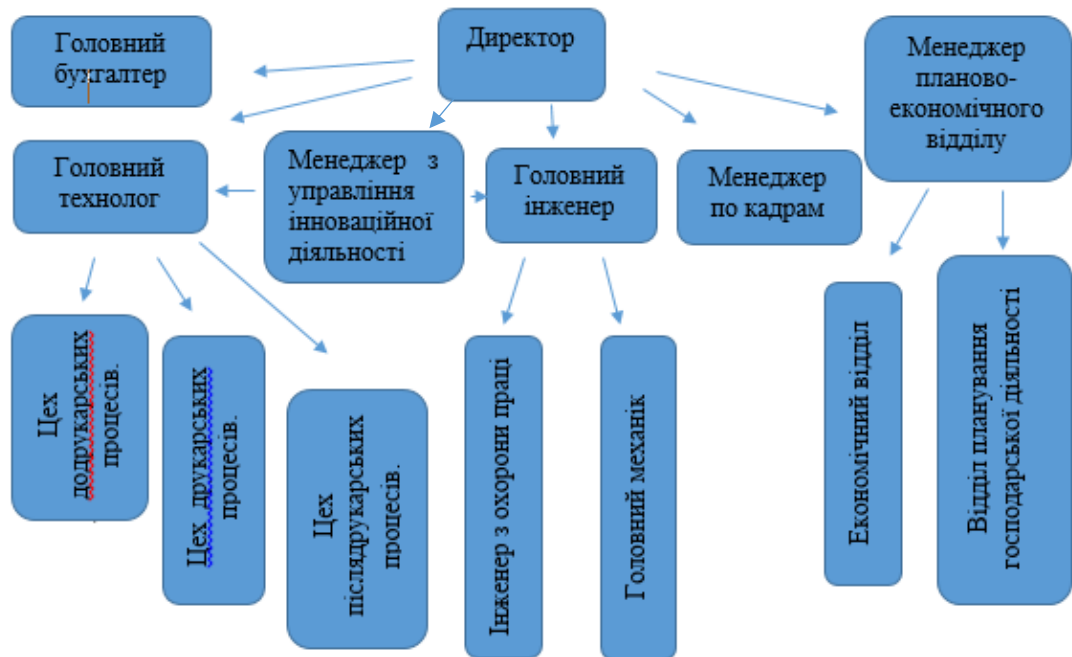 Головний
бухгалтер
Директор
Менеджер
планово-
економічного
відділу
Головний
технолог
Менеджер з
управління
інноваційної
діяльності
Головний
інженер
Менеджер
по кадрам
Цех
додрукарських
процесів.
Цех друкарських
процесів.
Цех
післядрукарських
процесів.
Інженер з охорони праці
Головний механік
Економічний відділ
Відділ планування
господарської діяльності